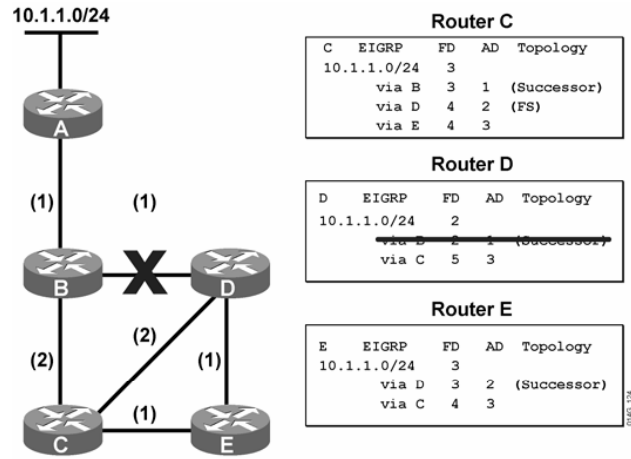 10.1.1.0/24
A
(1)
(1)
B
D
(2)
(2)
(1)
(1)
C
E
Router C
C EIGRP FD AD Topology
10.1.1.0/24 3
via B 3 1 (Successor)
via D 4 2 (FS)
via E 4 3
Router D
D EIGRP FD AD Topology
10.1.1.0/24 2
via B 2 1 (Successor)
via C 5 3
Router E
E EIGRP FD AD Topology
10.1.1.0/24 3
via D 3 2 (Successor)
via C 4 3